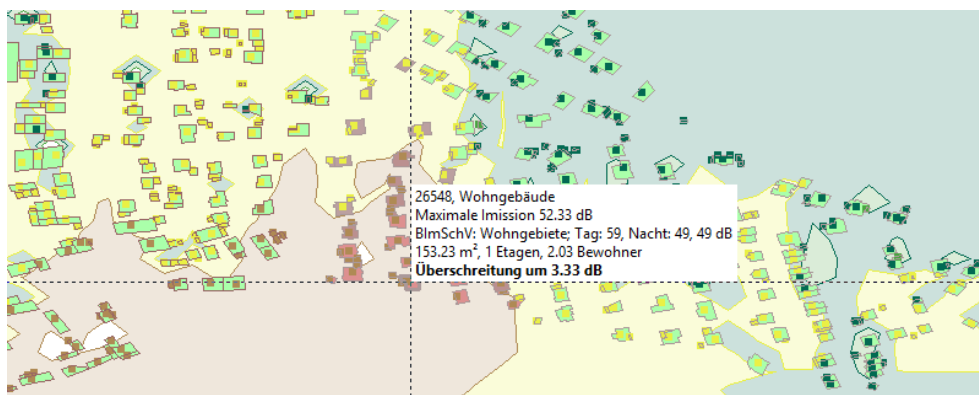 26548, Wohngebäude
Maximale Imission 52.33 dB
BImSchV: Wohngebiete; Tag: 59, Nacht: 49, 49 dB
153.23 m², 1 Etagen, 2.03 Bewohner
Überschreitung um 3.33 dB